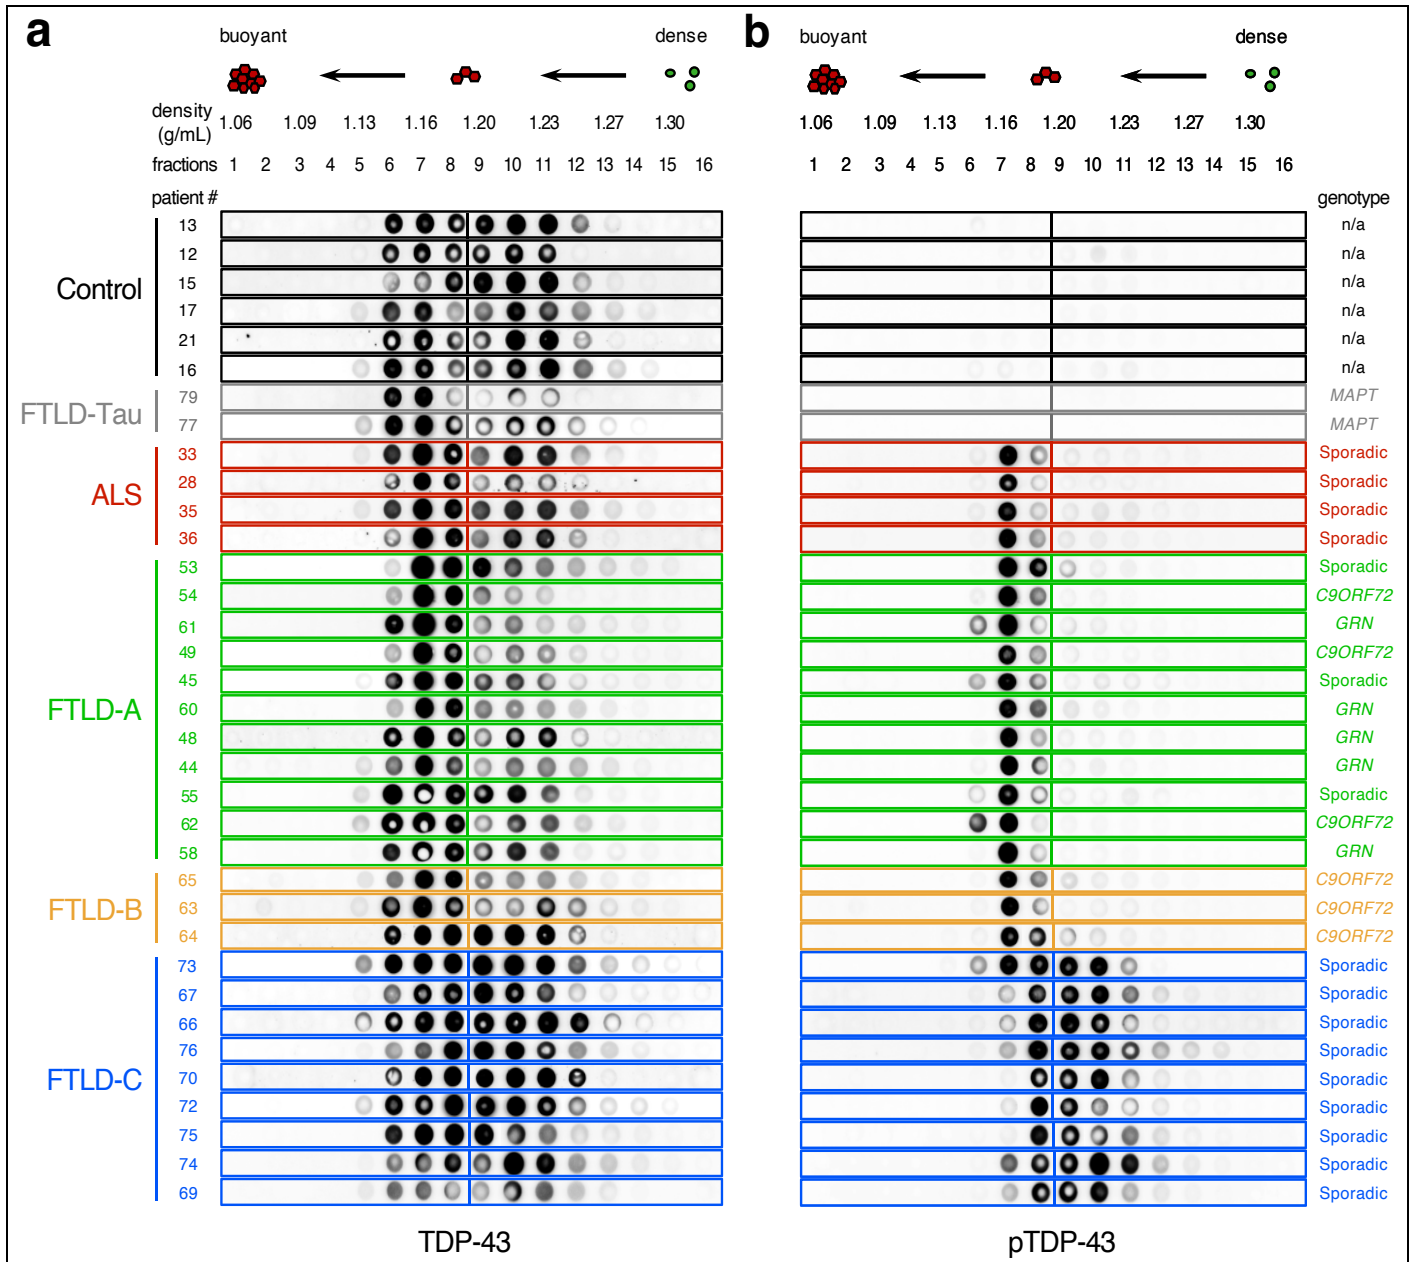 a b
buoyant dense buoyant dense
density (g/mL) 1.06 1.09 1.13 1.16 1.20 1.23 1.27 1.30 1.06 1.09 1.13 1.16 1.20 1.23 1.27 1.30
fractions 1 2 3 4 5 6 7 8 9 10 11 12 13 14 15 16 1 2 3 4 5 6 7 8 9 10 11 12 13 14 15 16
patient # genotype
Control
13 n/a
12 n/a
15 n/a
17 n/a
21 n/a
16 n/a
FTLD-Tau
79 MAPT
77 MAPT
ALS
33 Sporadic
28 Sporadic
35 Sporadic
36 Sporadic
FTLD-A
53 Sporadic
54 C9ORF72
61 GRN
49 C9ORF72
45 Sporadic
60 GRN
48 GRN
44 GRN
55 Sporadic
62 C9ORF72
58 GRN
FTLD-B
65 C9ORF72
63 C9ORF72
64 C9ORF72
FTLD-C
73 Sporadic
67 Sporadic
66 Sporadic
76 Sporadic
70 Sporadic
72 Sporadic
75 Sporadic
74 Sporadic
69 Sporadic
TDP-43 pTDP-43